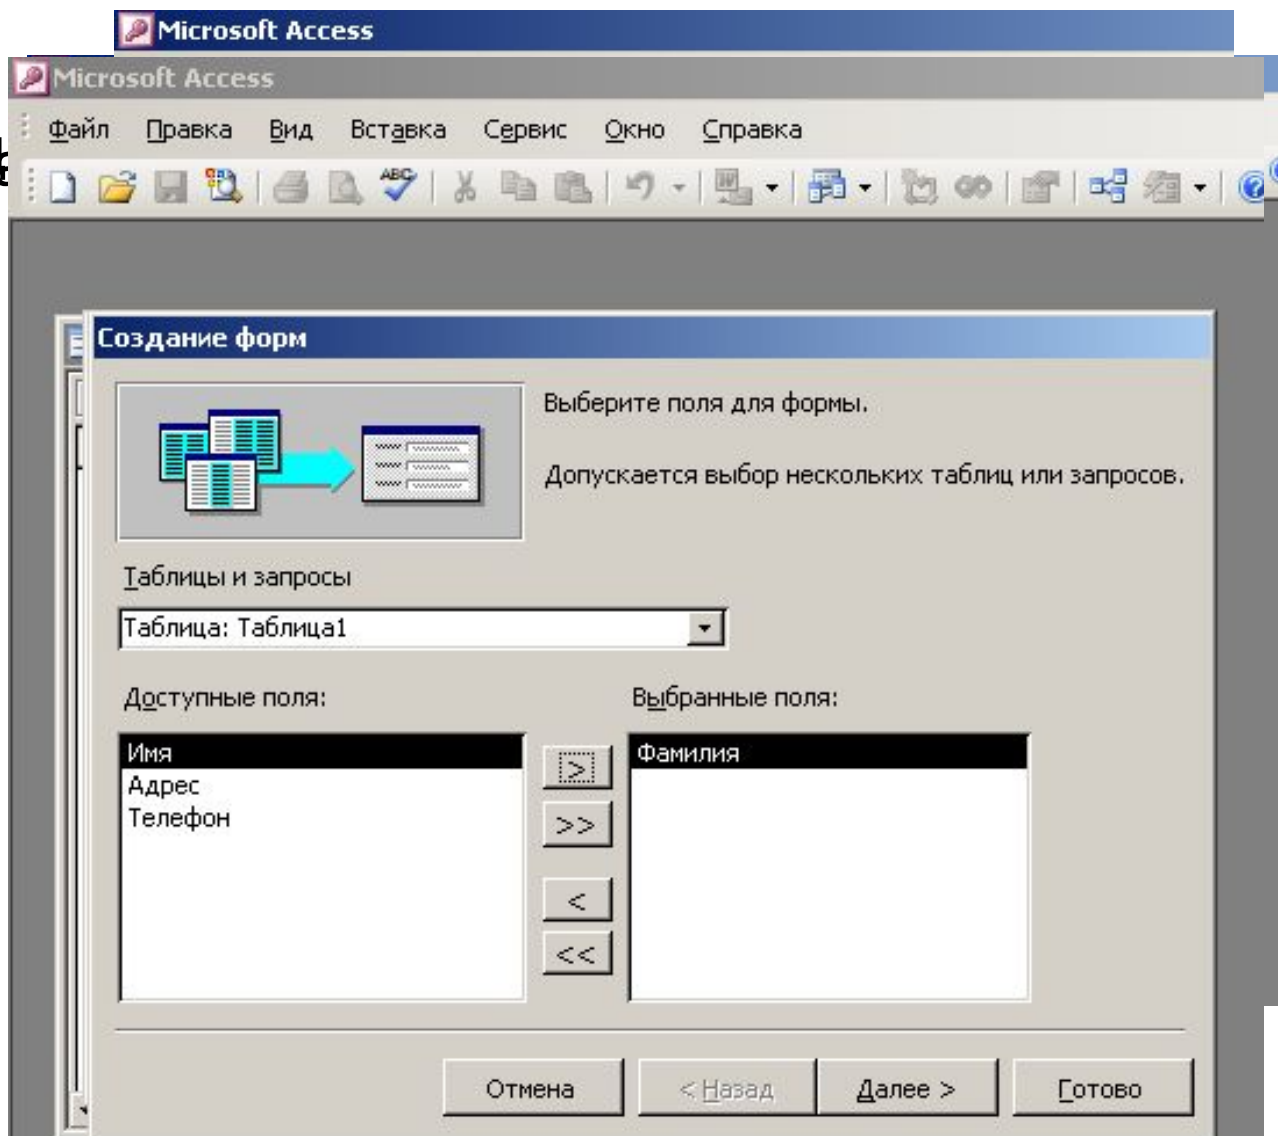 Microsoft Access
Microsoft Access
Файл Правка Вид Вставка Сервис Окно Справка
ABC
Создание форм
Выберите поля для формы.
Допускается выбор нескольких таблиц или запросов.
Таблицы и запросы
Таблица: Таблица1
Доступные поля: Выбранные поля:
Имя > Фамилия
Адрес
Телефон >>
<
<<
Отмена < Назад Далее > Готово